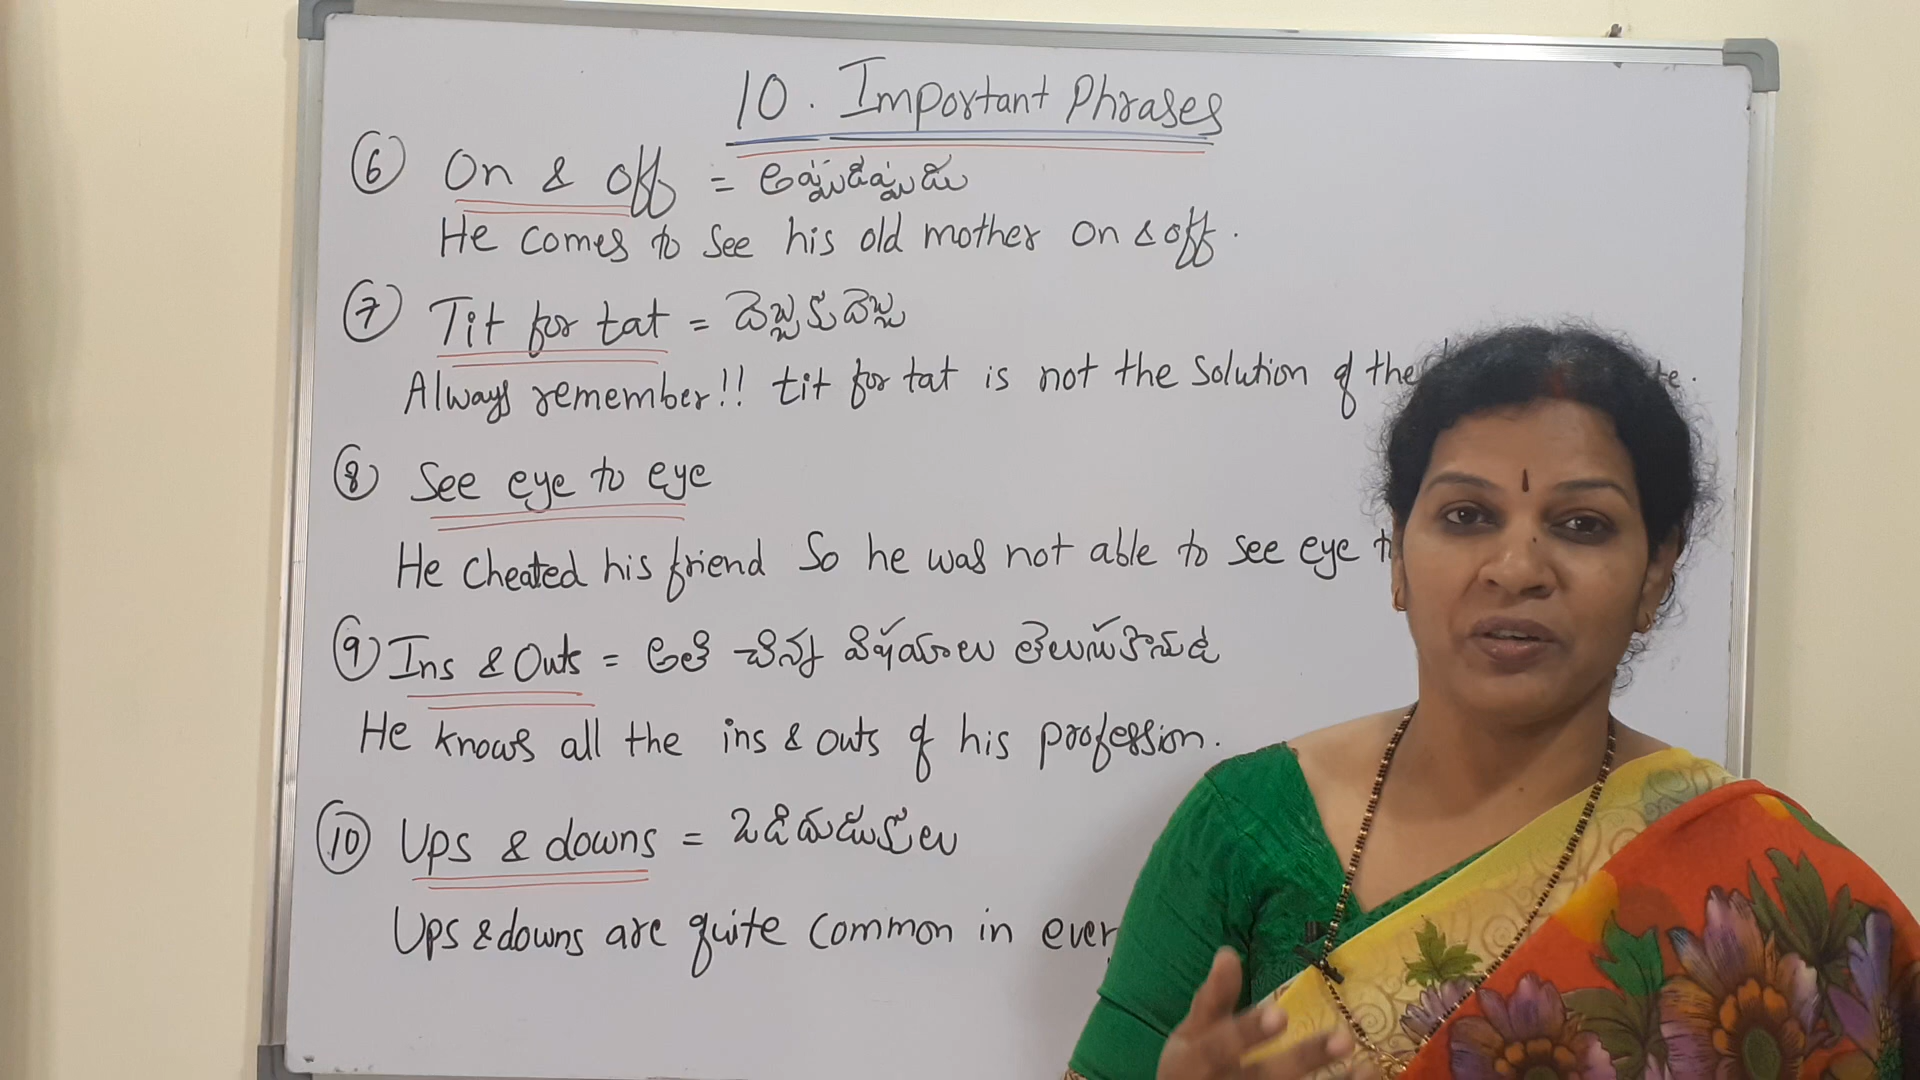 10. Important Phrases
⑥ On & off = అప్పుడప్పుడు
He comes to see his old mother on & off.
⑦ Tit for tat = దెబ్బకుదెబ్బ
Always remember!! tit for tat is not the solution of the
⑧ See eye to eye
He cheated his friend So he was not able to see eye
⑨ Ins & Outs = అతి చిన్న విషయాలు తెలుసుకొనుట
He knows all the ins & outs of his profession.
⑩ Ups & downs = ఒడిదుడుకులు
Ups & downs are quite common in